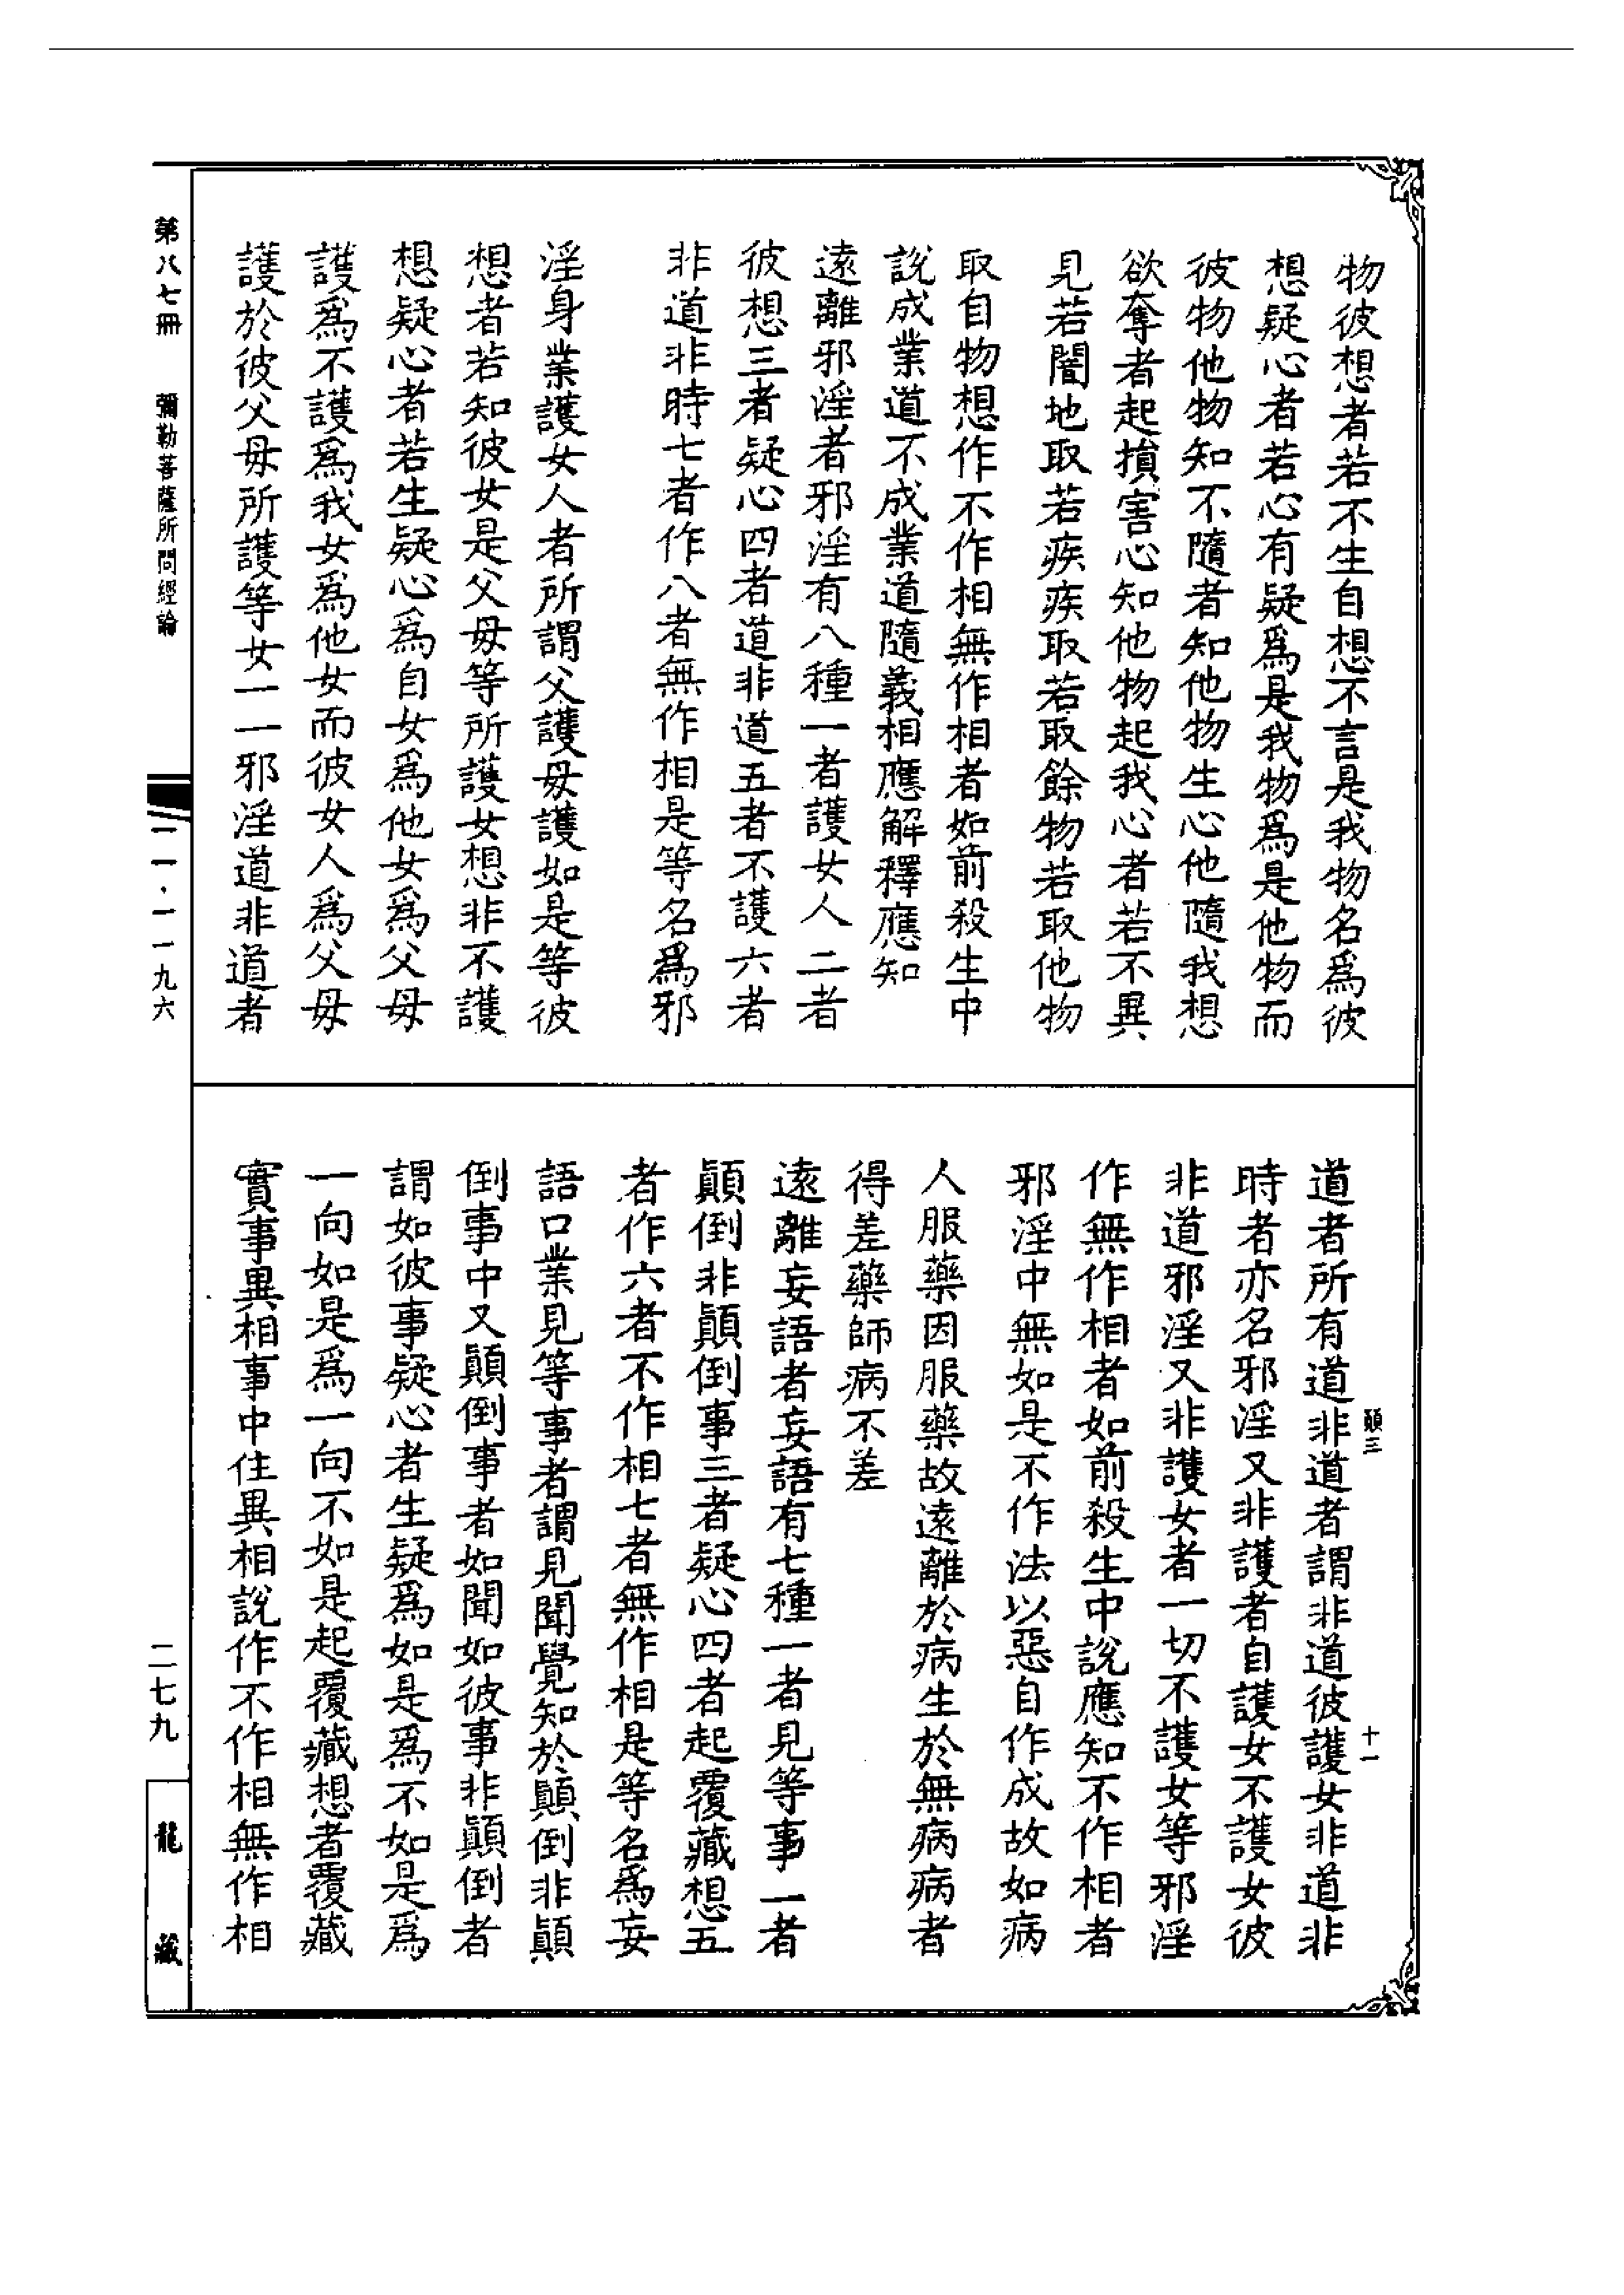 物彼想者若不生自想不言是我物名爲彼
想疑心者若心有疑爲是我物爲是他物而
彼物他物知不隨者知他物生心他隨我想
欲奪者起損害心知他物起我心者若不異
見若闇地取若疾疾取若取餘物若取他物
取自物想作不作相無作相者如前殺生中
說成業道不成業道隨義相應解釋應知
遠離邪淫者邪淫有八種一者護女人二者
彼想三者疑心四者道非道五者不護六者
非道非時七者作八者無作相是等名爲邪
淫身業護女人者所謂父護母護如是等彼
想者若知彼女是父母等所護女想非不護
想疑心者若生疑心爲自女爲他女爲父母
護爲不護爲我女爲他女而彼女人爲父母
護於彼父母所護等女一一邪淫道非道者
頭三
十一
道者所有道非道者謂非道彼護女非道非
時者亦名邪淫又非護者自護女不護女彼
非道邪淫又非護女者一切不護女等邪淫
作無作相者如前殺生中說應知不作相者
邪淫中無如是不作法以惡自作成故如病
人服藥因服藥故遠離於病生於無病病者
得差藥師病不差
遠離妄語者妄語有七種一者見等事一者
顚倒非顚倒事三者疑心四者起覆藏想五
者作六者不作相七者無作相是等名爲妄
語口業見等事者謂見聞覺知於顚倒非顚
倒事中又顚倒事者如聞如彼事非顚倒者
謂如彼事疑心者生疑爲如是爲不如是爲
一向如是爲一向不如是起覆藏想者覆藏
實事異相事中住異相說作不作相無作相
第八七冊 彌勒菩薩所問經論
一一·一一九六
二七九
龍藏